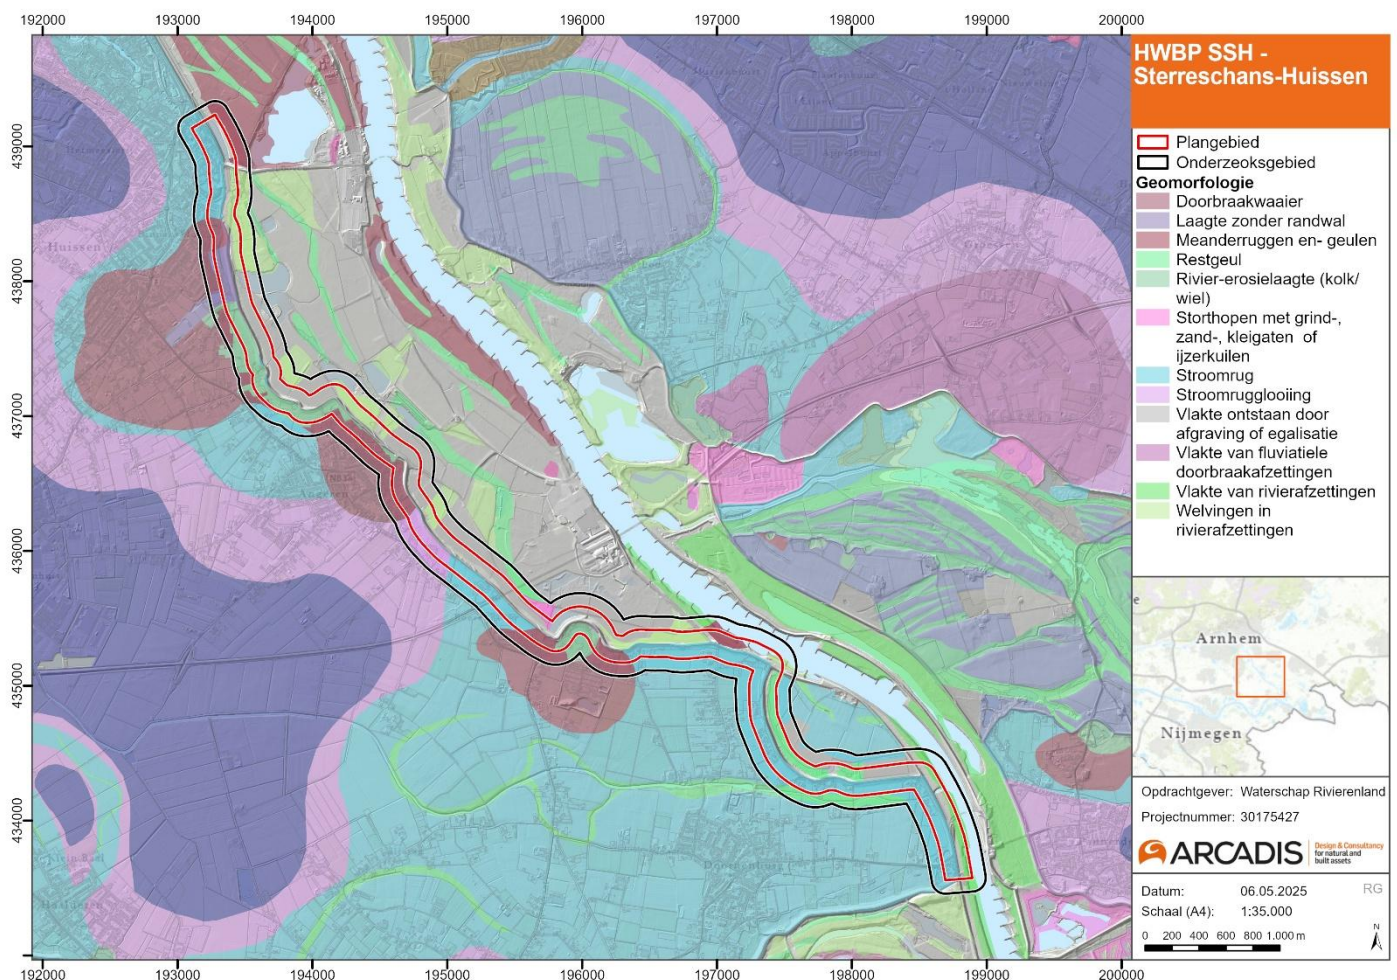 192000 193000 194000 195000 196000 197000 198000 199000 200000
439000
438000
437000
436000
435000
434000
Huissen
Angeren
HWBP SSH -
Sterreschans-Huissen
Plangebied
Onderzeoksgebied
Geomorfologie
Doorbraakwaaier
Laagte zonder randwal
Meanderruggen en- geulen
Restgeul
Rivier-erosielaagte (kolk/
wiel)
Storthopen met grind-,
zand-, kleigaten of
ijzerkuilen
Stroomrug
Stroomrugglooiing
Vlakte ontstaan door
afgraving of egalisatie
Vlakte van fluviatiele
doorbraakafzettingen
Vlakte van rivierafzettingen
Welvingen in
rivierafzettingen
e
Arnhem
Nijmegen
Opdrachtgever: Waterschap Rivierenland
Projectnummer: 30175427
ARCADIS
Design & Consultancy
for natural and
built assets
Datum: 06.05.2025 RG
Schaal (A4): 1:35.000
0 200 400 600 800 1.000 m
N
192000 193000 194000 195000 196000 197000 198000 199000 200000